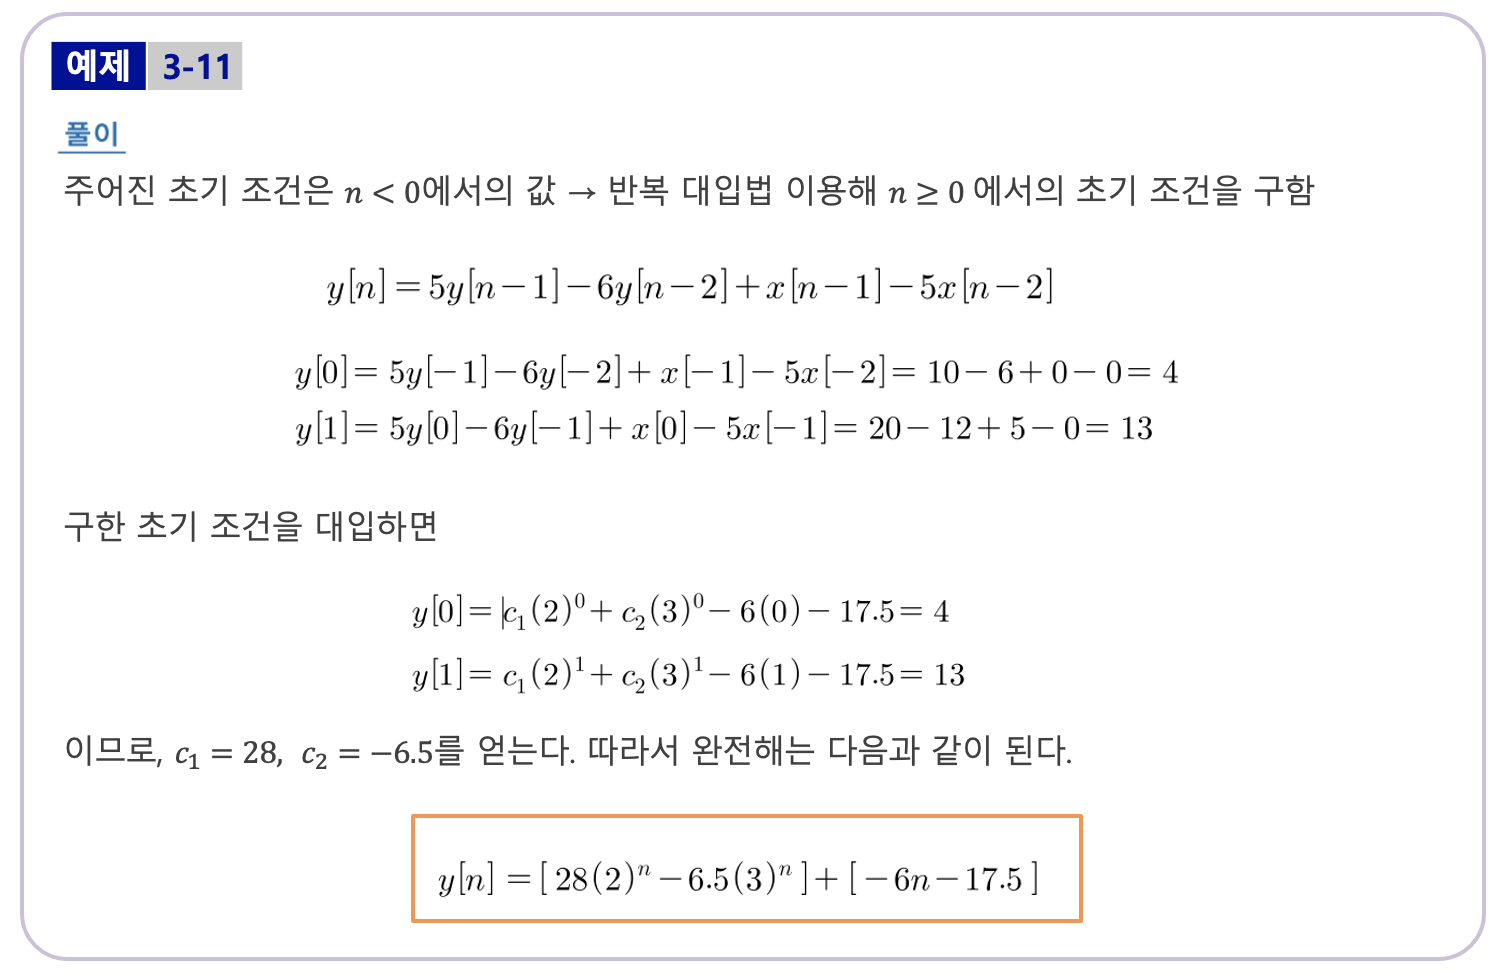 예제 3-11
풀이
주어진 초기 조건은 n < 0에서의 값 → 반복 대입법 이용해 n ≥ 0 에서의 초기 조건을 구함
y[n] = 5y[n−1]−6y[n−2]+x[n−1]−5x[n−2]
y[0] = 5y[−1]−6y[−2]+x[−1]−5x[−2] = 10−6+0−0 = 4
y[1] = 5y[0]−6y[−1]+x[0]−5x[−1] = 20−12+5−0 = 13
구한 초기 조건을 대입하면
y[0] = c₁(2)⁰+c₂(3)⁰−6(0)−17.5 = 4
y[1] = c₁(2)¹+c₂(3)¹−6(1)−17.5 = 13
이므로, c₁ = 28, c₂ = −6.5를 얻는다. 따라서 완전해는 다음과 같이 된다.
y[n] = [28(2)ⁿ−6.5(3)ⁿ]+[−6n−17.5]